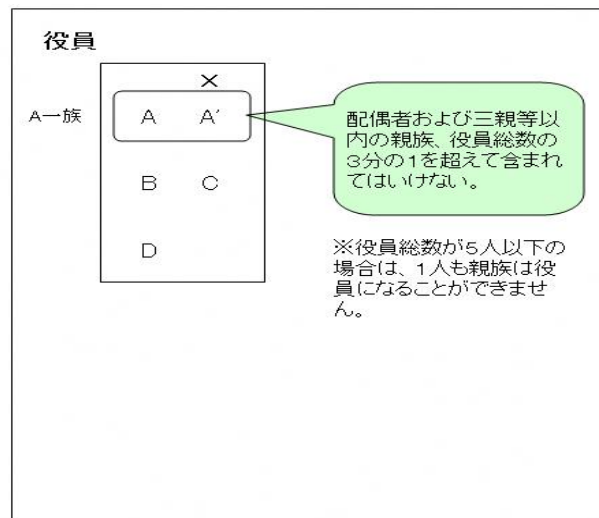 役員
×
A一族
A A′
B C
D
配偶者および三親等以
内の親族、役員総数の
3分の1を超えて含まれ
てはいけない。
※役員総数が5人以下の
場合は、1人も親族は役
員になることができませ
ん。